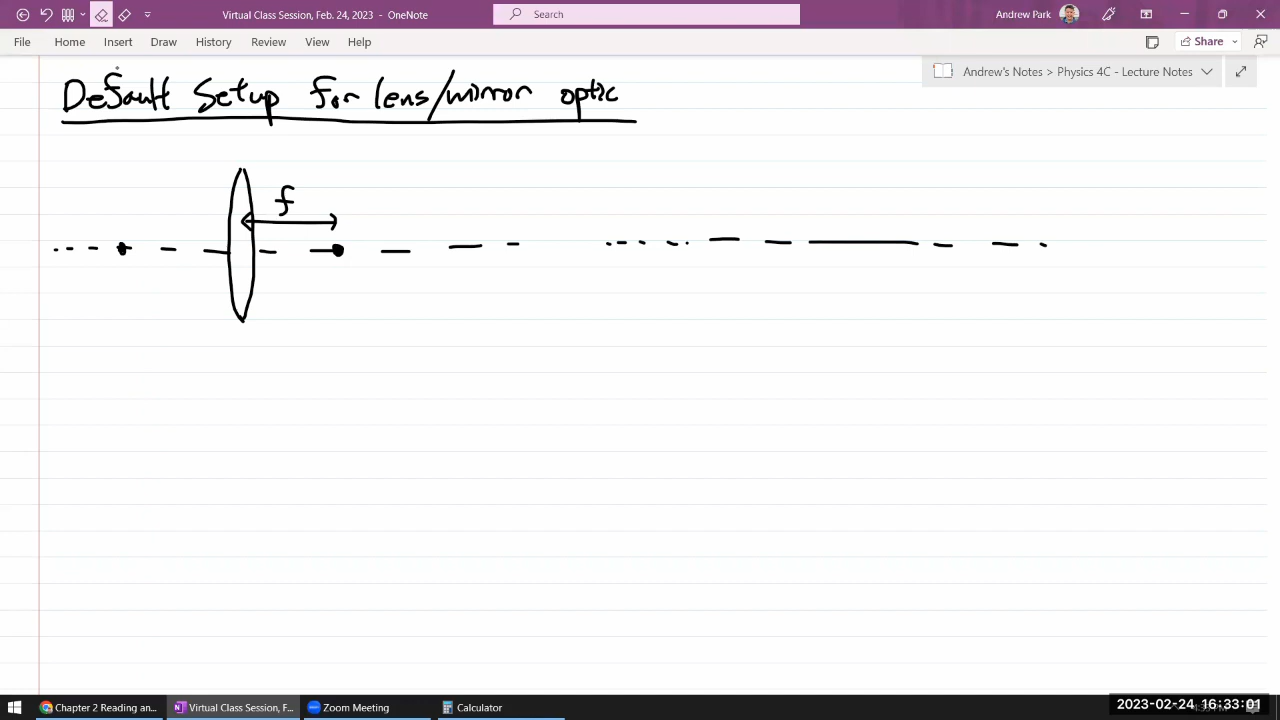 Virtual Class Session, Feb. 24, 2023 - OneNote
Search
Andrew Park
File Home Insert Draw History Review View Help
Share
Andrew's Notes > Physics 4C - Lecture Notes
Default Setup for lens/mirror optic
f
Chapter 2 Reading an...
Virtual Class Session, F...
Zoom Meeting
Calculator
2023-02-24 16:33:01